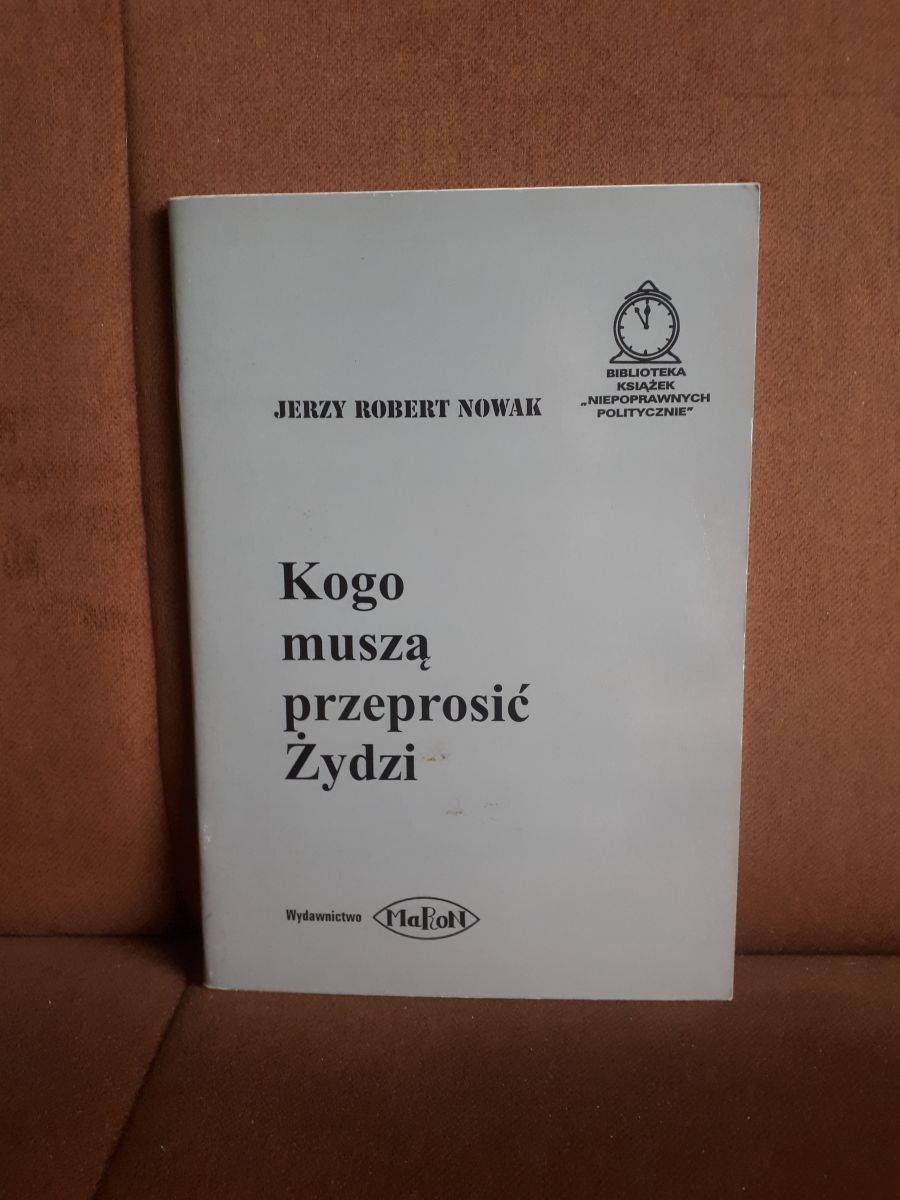 BIBLIOTEKA
KSIĄŻEK
„NIEPOPRAWNYCH
POLITYCZNIE”
JERZY ROBERT NOWAK
Kogo
muszą
przeprosić
Żydzi
Wydawnictwo MaRoN